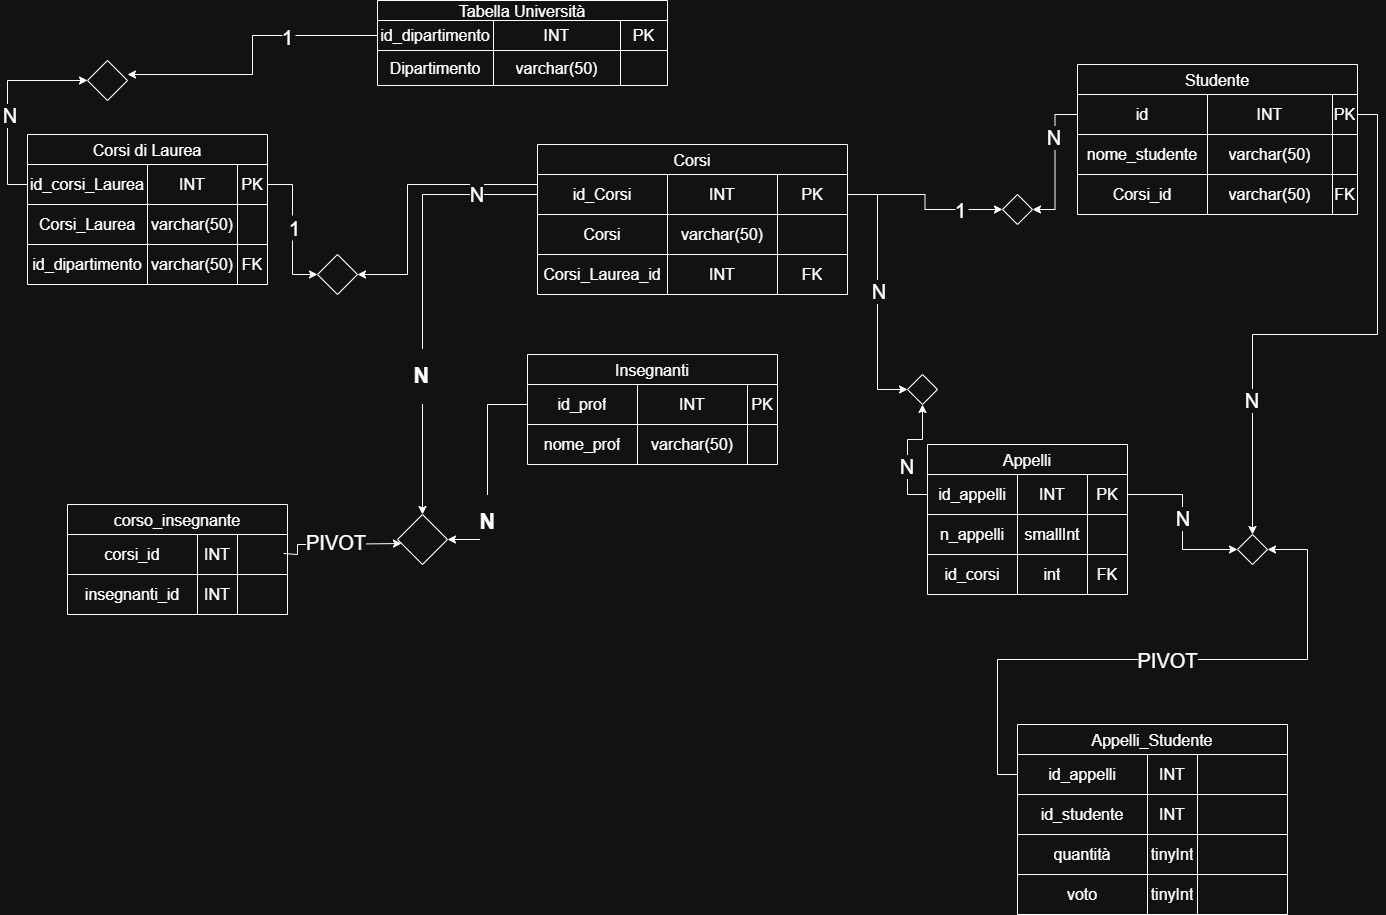 Tabella Università
id_dipartimento INT PK
Dipartimento varchar(50)
1
N
Corsi di Laurea
id_corsi_Laurea INT PK
Corsi_Laurea varchar(50)
id_dipartimento varchar(50) FK
1
N
Corsi
id_Corsi INT PK
Corsi varchar(50)
Corsi_Laurea_id INT FK
1
N
Studente
id INT PK
nome_studente varchar(50)
Corsi_id varchar(50) FK
N
N
N
Insegnanti
id_prof INT PK
nome_prof varchar(50)
N
N
Appelli
id_appelli INT PK
n_appelli smallInt
id_corsi int FK
N
N
corso_insegnante
corsi_id INT
insegnanti_id INT
PIVOT
PIVOT
Appelli_Studente
id_appelli INT
id_studente INT
quantità tinyInt
voto tinyInt